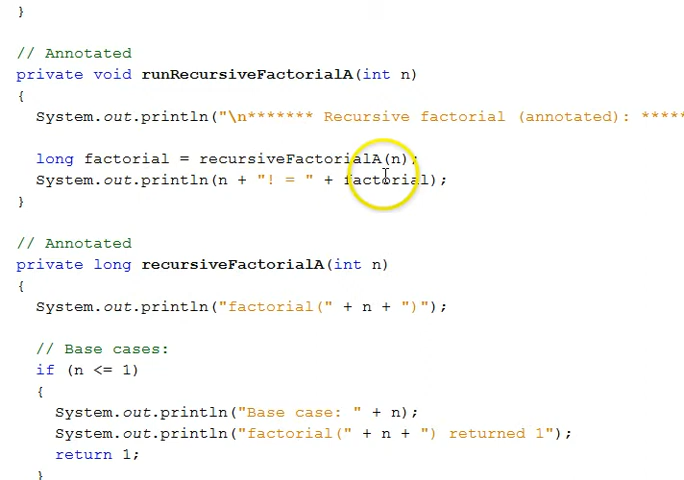 }
// Annotated
private void runRecursiveFactorialA(int n)
{
System.out.println("\n******* Recursive factorial (annotated): *****
long factorial = recursiveFactorialA(n);
System.out.println(n + "! = " + factorial);
}
// Annotated
private long recursiveFactorialA(int n)
{
System.out.println("factorial(" + n + ")");
// Base cases:
if (n <= 1)
{
System.out.println("Base case: " + n);
System.out.println("factorial(" + n + ") returned 1");
return 1;
}